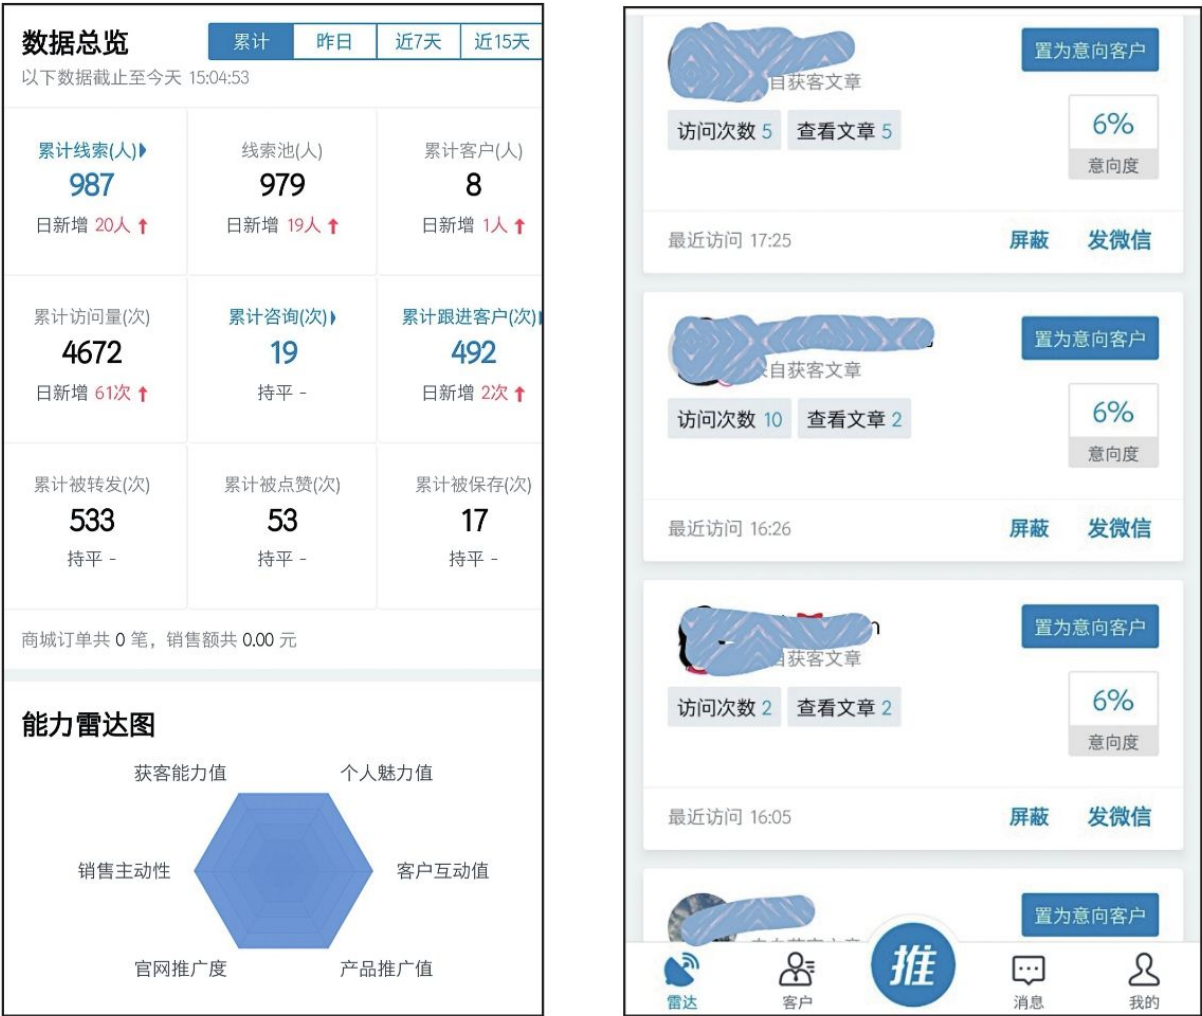 数据总览
累计 昨日 近7天 近15天
以下数据截止至今天 15:04:53
累计线索(人) 线索池(人) 累计客户(人)
987 979 8
日新增 20人 日新增 19人 日新增 1人
累计访问量(次) 累计咨询(次) 累计跟进客户(次)
4672 19 492
日新增 61次 持平 - 日新增 2次
累计被转发(次) 累计被点赞(次) 累计被保存(次)
533 53 17
持平 - 持平 - 持平 -
商城订单共 0 笔，销售额共 0.00 元
能力雷达图
获客能力值 个人魅力值
销售主动性 客户互动值
官网推广度 产品推广值
置为意向客户
自获客文章
访问次数 5 查看文章 5
6%
意向度
最近访问 17:25 屏蔽 发微信
置为意向客户
自获客文章
访问次数 10 查看文章 2
6%
意向度
最近访问 16:26 屏蔽 发微信
置为意向客户
获客文章
访问次数 2 查看文章 2
6%
意向度
最近访问 16:05 屏蔽 发微信
置为意向客户
推
雷达 客户 消息 我的